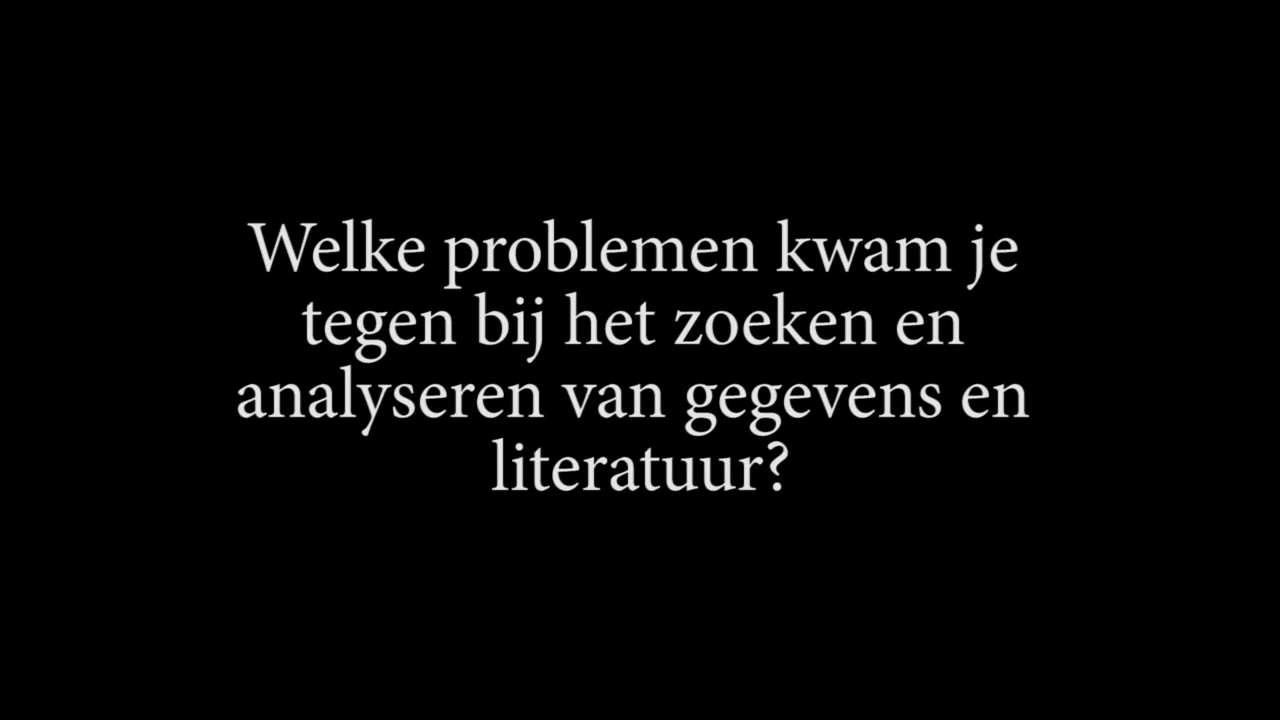 Welke problemen kwam je
tegen bij het zoeken en
analyseren van gegevens en
literatuur?